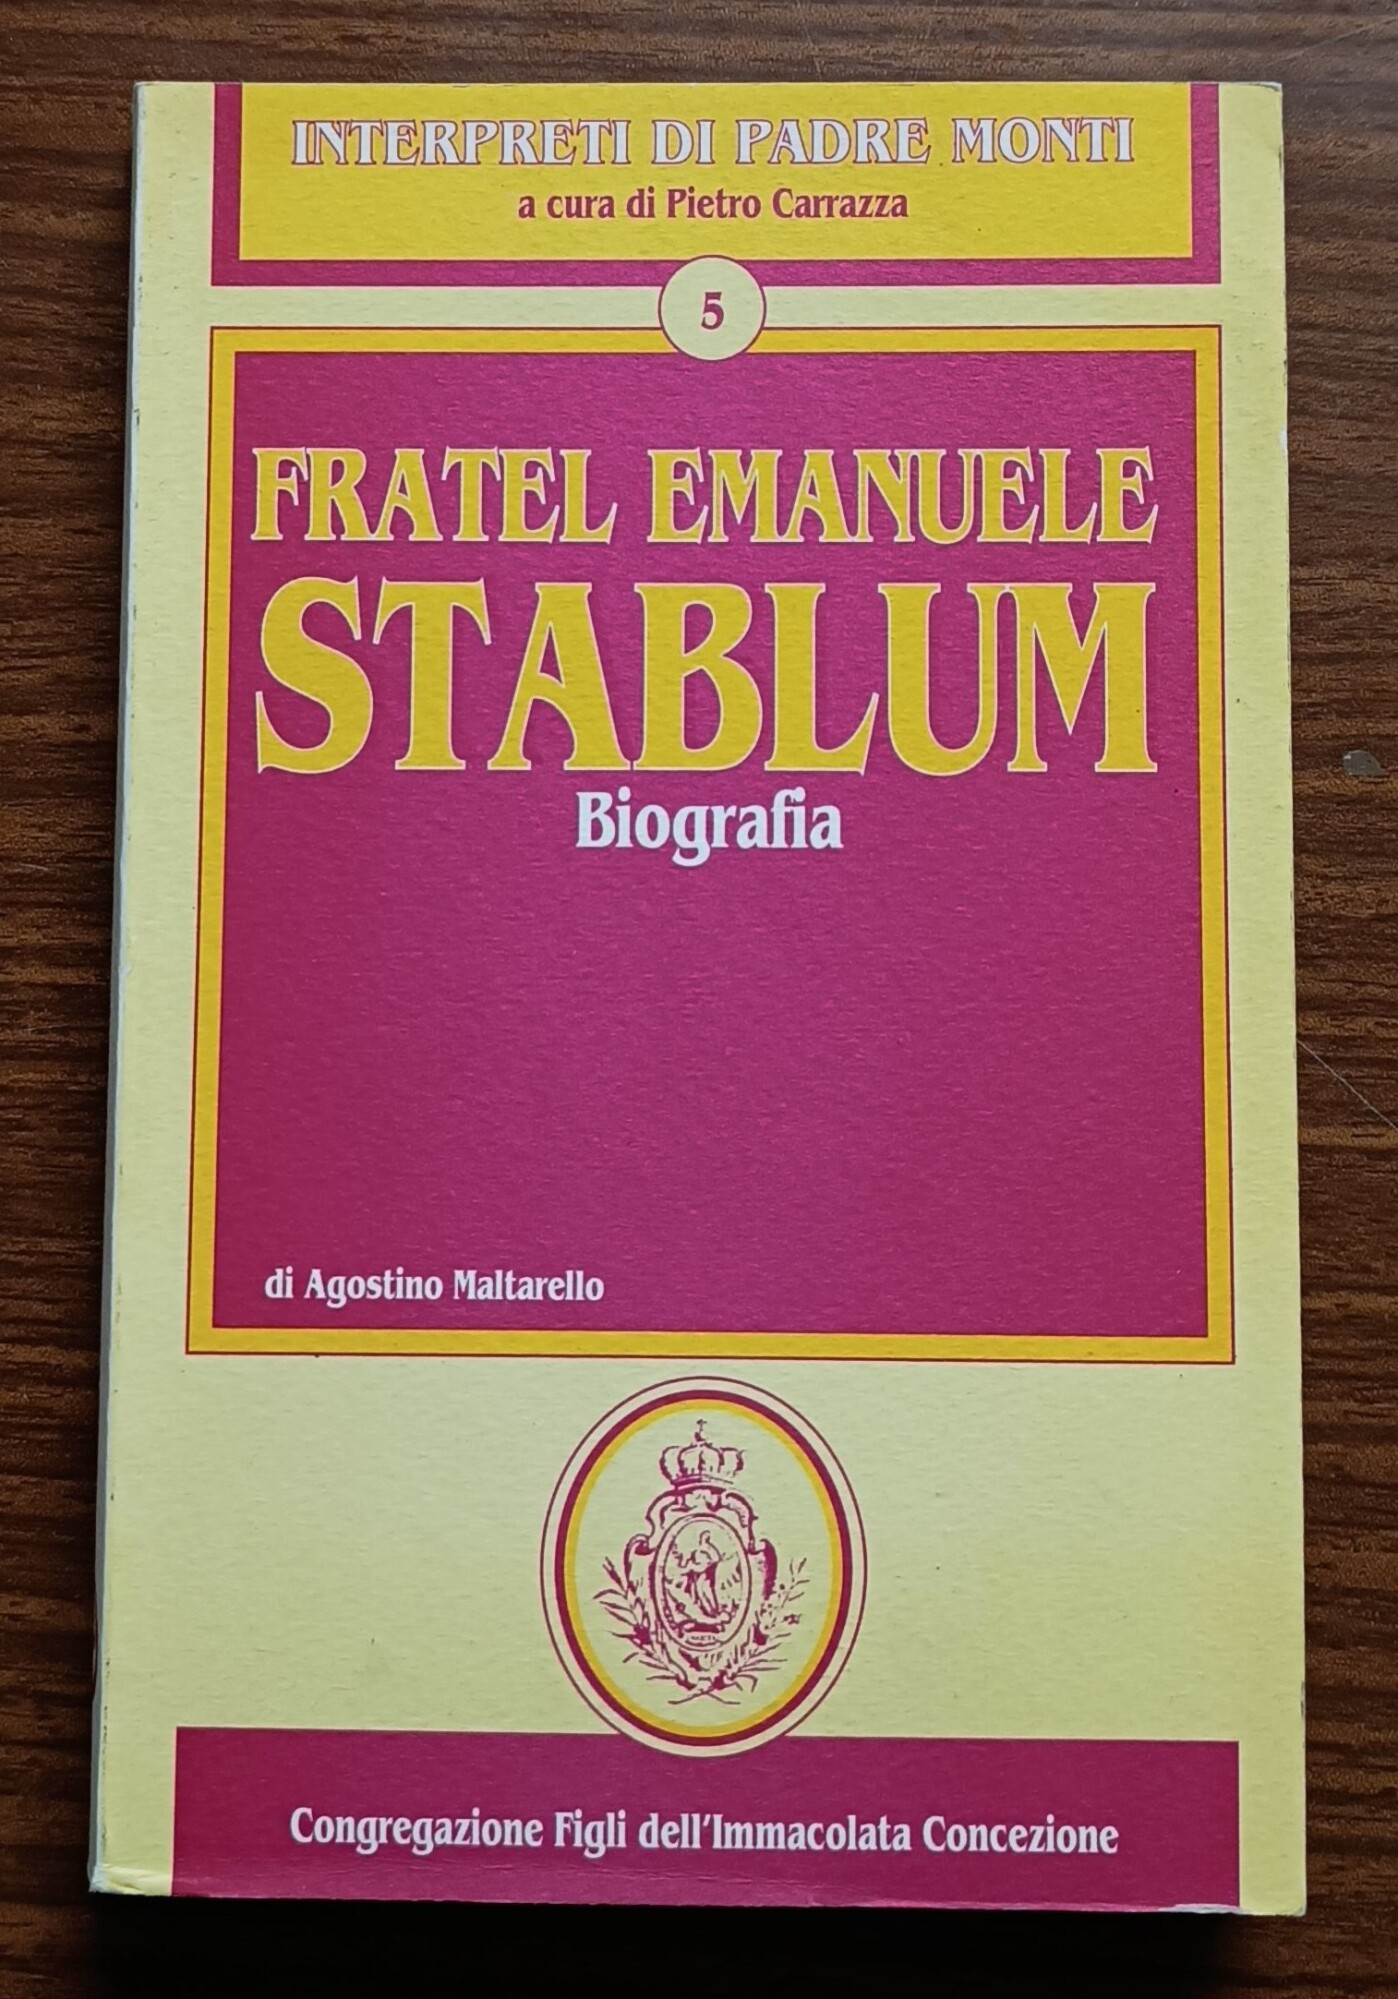 INTERPRETI DI PADRE MONTI
a cura di Pietro Carrazza
5
FRATEL EMANUELE
STABLUM
Biografia
di Agostino Maltarello
Congregazione Figli dell'Immacolata Concezione